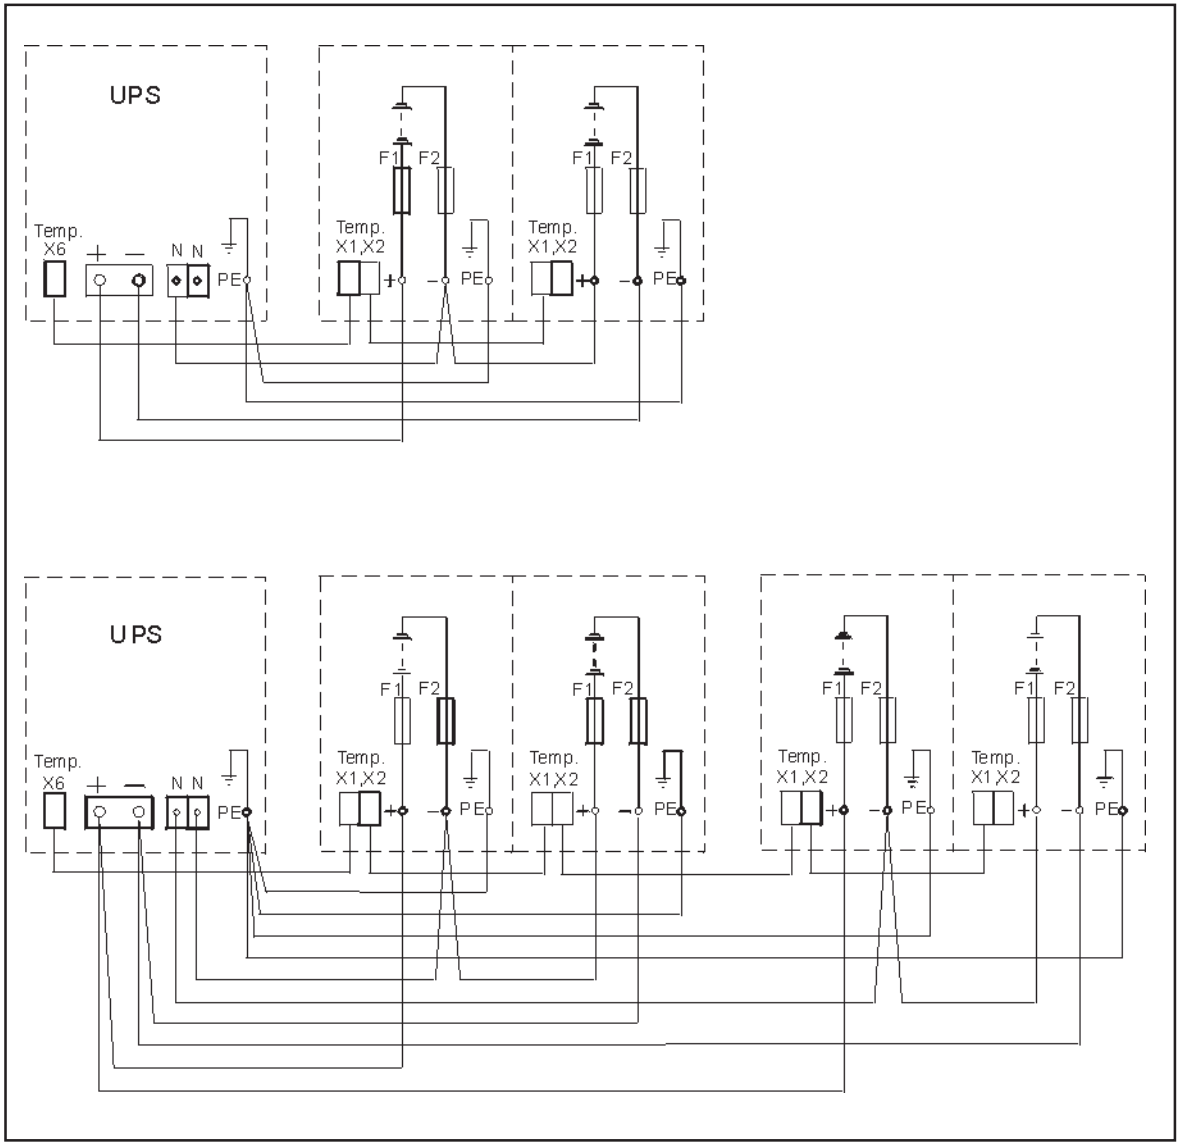 UPS
F1 F2 F1 F2
Temp. Temp. Temp.
X6 + — N N X1,X2 X1,X2
PE + – PE + – PE
UPS
F1 F2 F1 F2 F1 F2 F1 F2
Temp. Temp. Temp. Temp. Temp.
X6 + — N N X1,X2 X1,X2 X1,X2 X1,X2
PE + – PE + – PE + – PE + – PE